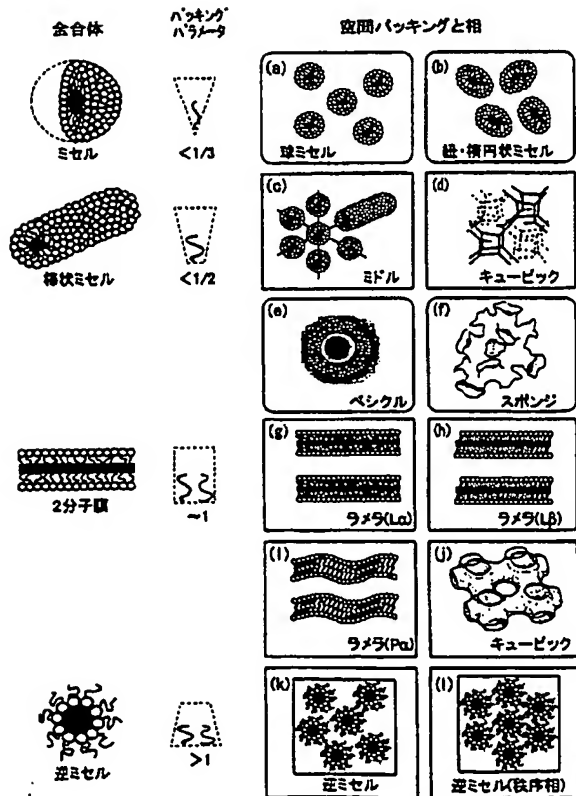 会合体
パッキング
パラメータ
空間パッキングと相
ミセル
<1/3
(a)
球ミセル
(b)
紐・楕円状ミセル
棒状ミセル
<1/2
(c)
ミドル
(d)
キュービック
(e)
ベシクル
(f)
スポンジ
2分子膜
~1
(g)
ラメラ(Lα)
(h)
ラメラ(Lβ)
(i)
ラメラ(Pα)
(j)
キュービック
逆ミセル
>1
(k)
逆ミセル
(l)
逆ミセル(秩序相)